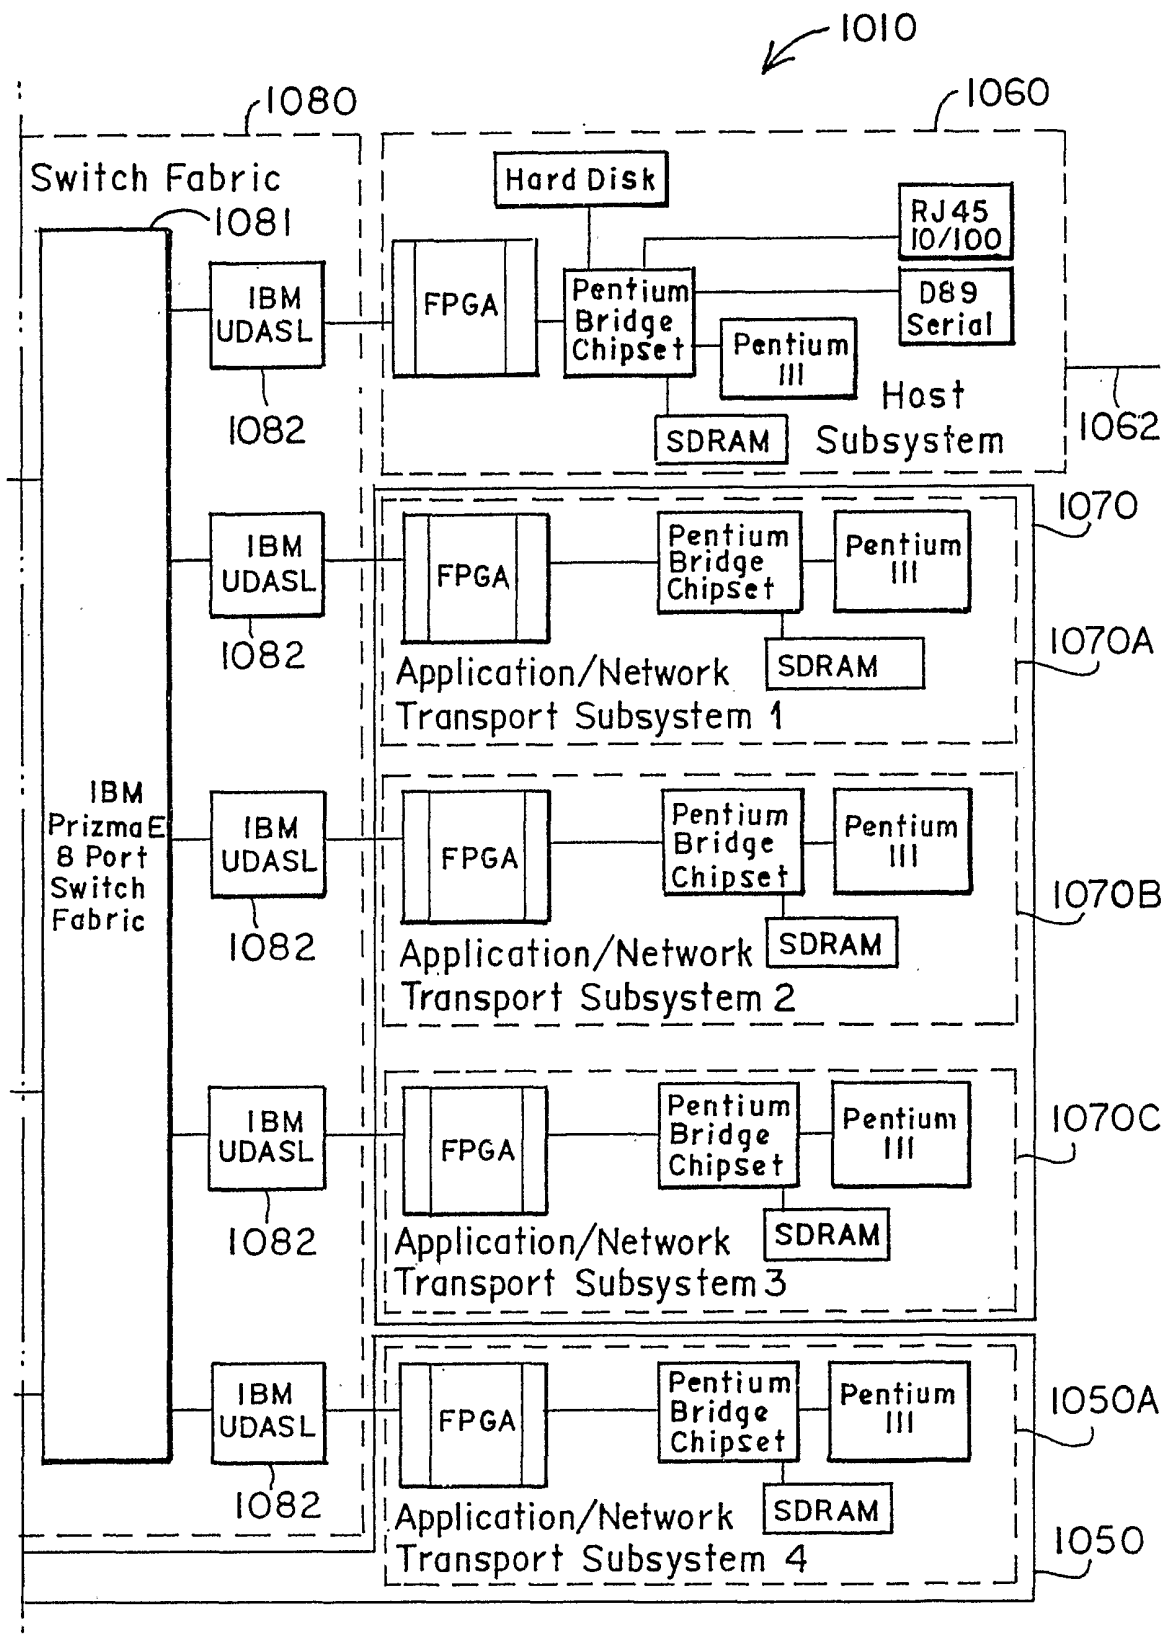 1010
1080
1060
Switch Fabric
1081
Hard Disk
RJ45
10/100
IBM
UDASL
FPGA
Pentium
Bridge
Chipset
D89
Serial
Pentium
III
1082
Host
Subsystem
SDRAM
1062
1070
IBM
UDASL
FPGA
Pentium
Bridge
Chipset
Pentium
III
1082
1070A
SDRAM
Application/Network
Transport Subsystem 1
IBM
PrizmaE
8 Port
Switch
Fabric
IBM
UDASL
FPGA
Pentium
Bridge
Chipset
Pentium
III
1070B
1082
SDRAM
Application/Network
Transport Subsystem 2
IBM
UDASL
FPGA
Pentium
Bridge
Chipset
Pentium
III
1070C
1082
SDRAM
Application/Network
Transport Subsystem 3
IBM
UDASL
FPGA
Pentium
Bridge
Chipset
Pentium
III
1050A
1082
SDRAM
Application/Network
Transport Subsystem 4
1050